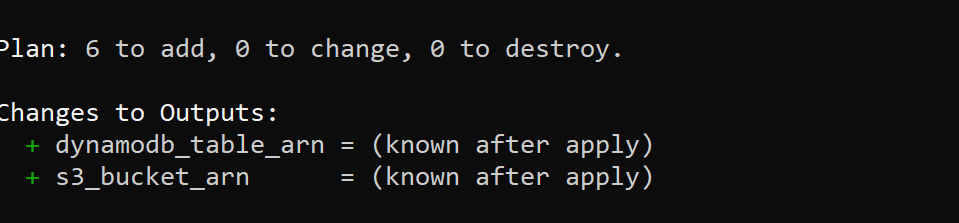 Plan: 6 to add, 0 to change, 0 to destroy.
Changes to Outputs:
+ dynamodb_table_arn = (known after apply)
+ s3_bucket_arn      = (known after apply)